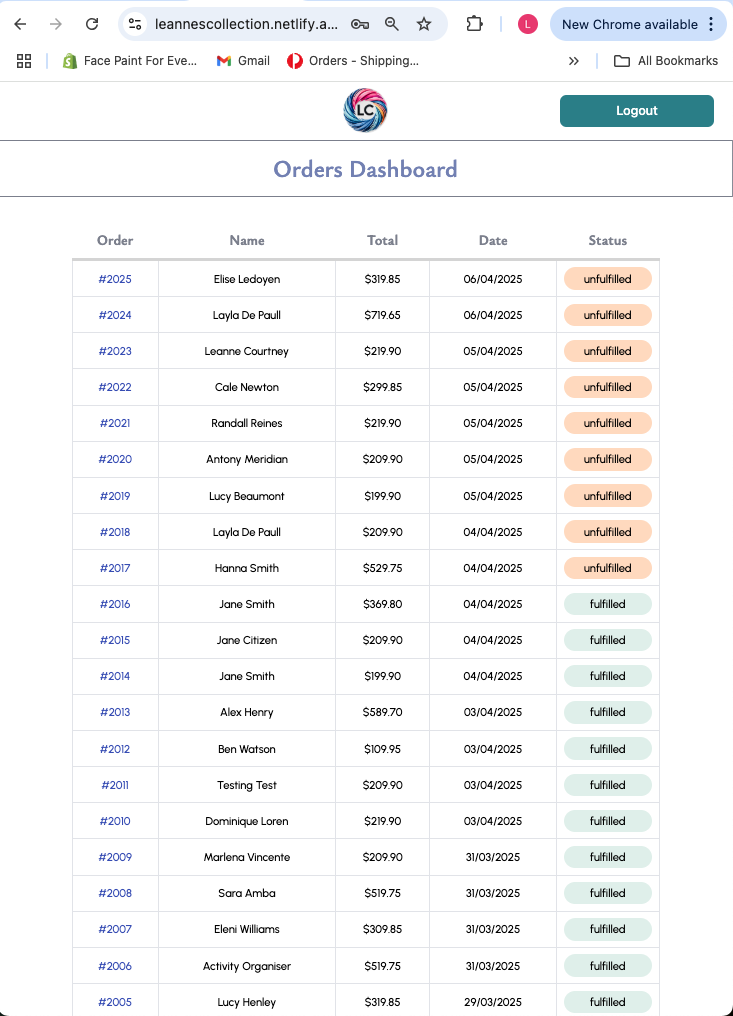 leannescollection.netlify.a...
L
New Chrome available
Face Paint For Eve...
Gmail
Orders - Shipping...
All Bookmarks
LC
Logout
Orders Dashboard
Order Name Total Date Status
#2025 Elise Ledoyen $319.85 06/04/2025 unfulfilled
#2024 Layla De Paull $719.65 06/04/2025 unfulfilled
#2023 Leanne Courtney $219.90 05/04/2025 unfulfilled
#2022 Cale Newton $299.85 05/04/2025 unfulfilled
#2021 Randall Reines $219.90 05/04/2025 unfulfilled
#2020 Antony Meridian $209.90 05/04/2025 unfulfilled
#2019 Lucy Beaumont $199.90 05/04/2025 unfulfilled
#2018 Layla De Paull $209.90 04/04/2025 unfulfilled
#2017 Hanna Smith $529.75 04/04/2025 unfulfilled
#2016 Jane Smith $369.80 04/04/2025 fulfilled
#2015 Jane Citizen $209.90 04/04/2025 fulfilled
#2014 Jane Smith $199.90 04/04/2025 fulfilled
#2013 Alex Henry $589.70 03/04/2025 fulfilled
#2012 Ben Watson $109.95 03/04/2025 fulfilled
#2011 Testing Test $209.90 03/04/2025 fulfilled
#2010 Dominique Loren $219.90 03/04/2025 fulfilled
#2009 Marlena Vincente $209.90 31/03/2025 fulfilled
#2008 Sara Amba $519.75 31/03/2025 fulfilled
#2007 Eleni Williams $309.85 31/03/2025 fulfilled
#2006 Activity Organiser $519.75 31/03/2025 fulfilled
#2005 Lucy Henley $319.85 29/03/2025 fulfilled